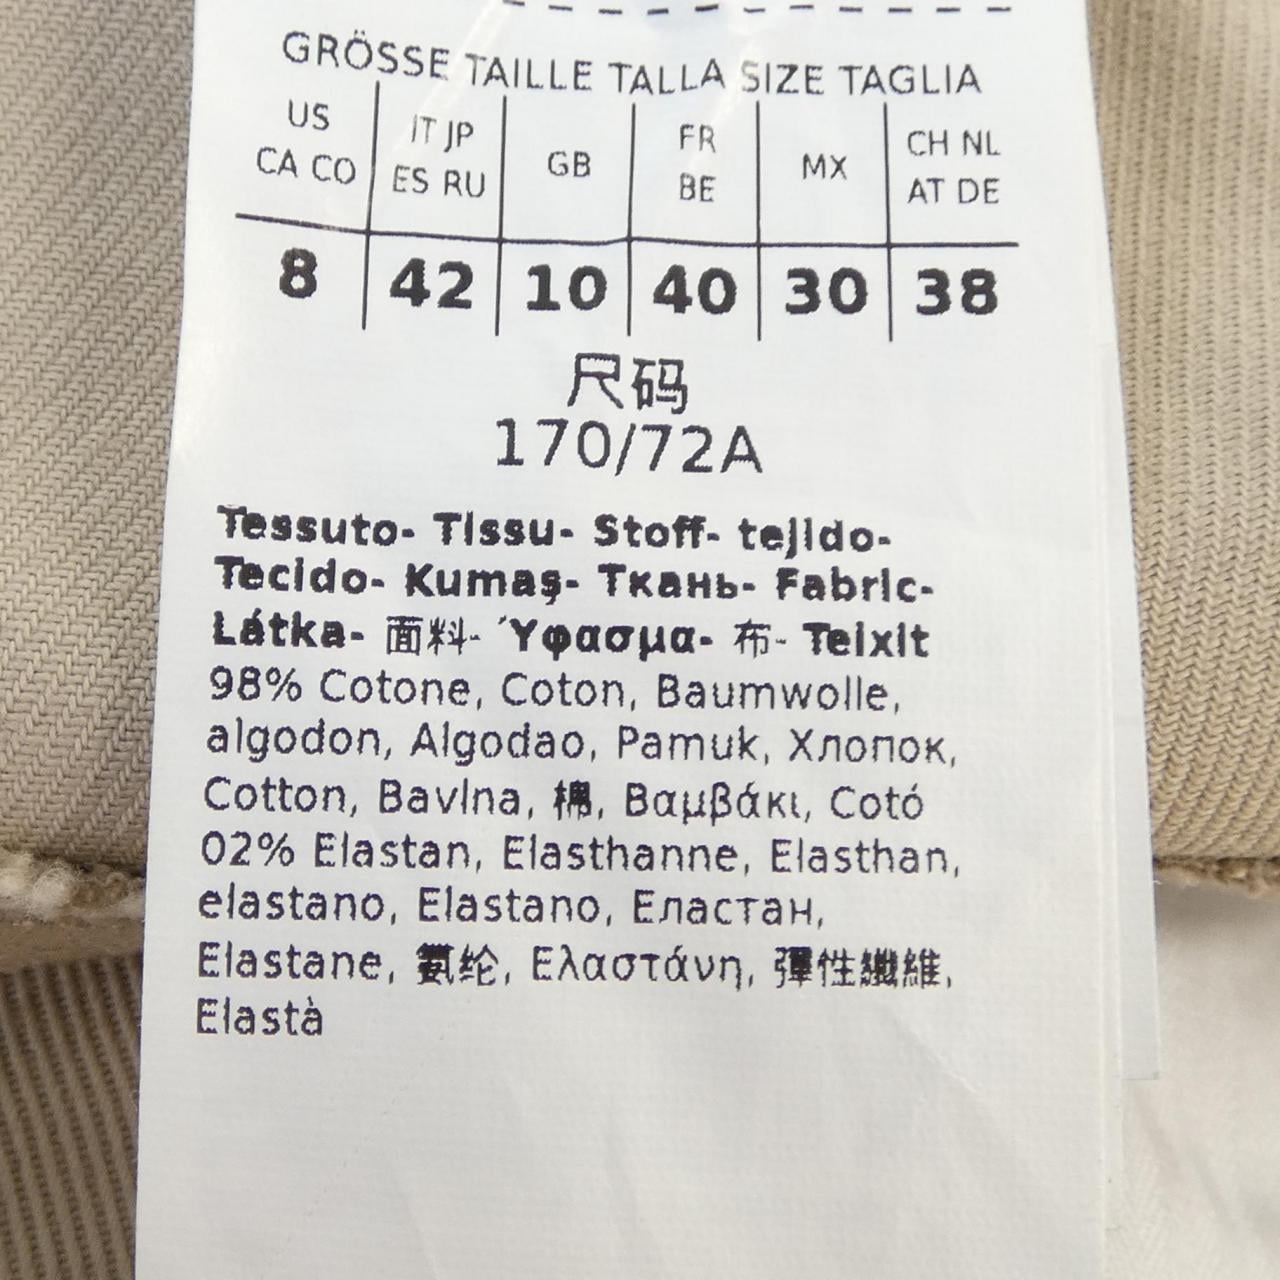 GRÖSSE TAILLE TALLA SIZE TAGLIA
US CA CO | IT JP ES RU | GB | FR BE | MX | CH NL AT DE
8 | 42 | 10 | 40 | 30 | 38
尺码
170/72A
Tessuto- Tissu- Stoff- tejido-
Tecido- Kumaş- Ткань- Fabric-
Látka- 面料- Ύφασμα- 布- Teixit
98% Cotone, Coton, Baumwolle,
algodon, Algodao, Pamuk, Хлопок,
Cotton, Bavlna, 棉, Βαμβάκι, Cotó
02% Elastan, Elasthanne, Elasthan,
elastano, Elastano, Еластан,
Elastane, 氨纶, Ελαστάνη, 彈性纖維,
Elastà